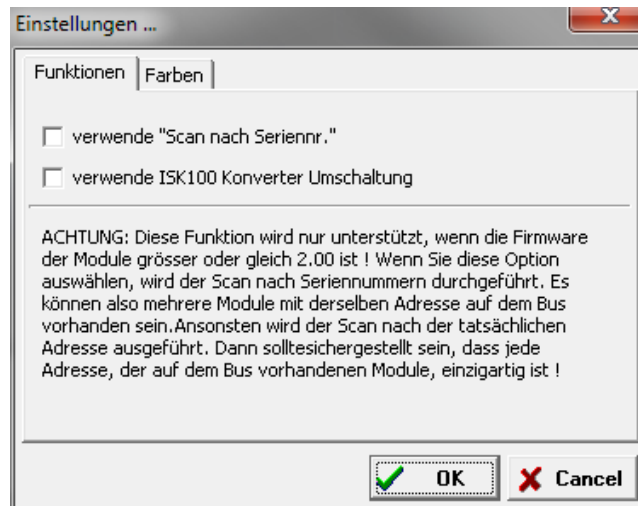 Einstellungen ...
Funktionen Farben
verwende "Scan nach Seriennr."
verwende ISK100 Konverter Umschaltung
ACHTUNG: Diese Funktion wird nur unterstützt, wenn die Firmware
der Module grösser oder gleich 2.00 ist ! Wenn Sie diese Option
auswählen, wird der Scan nach Seriennummern durchgeführt. Es
können also mehrere Module mit derselben Adresse auf dem Bus
vorhanden sein.Ansonsten wird der Scan nach der tatsächlichen
Adresse ausgeführt. Dann solltesichergestellt sein, dass jede
Adresse, der auf dem Bus vorhandenen Module, einzigartig ist !
OK Cancel